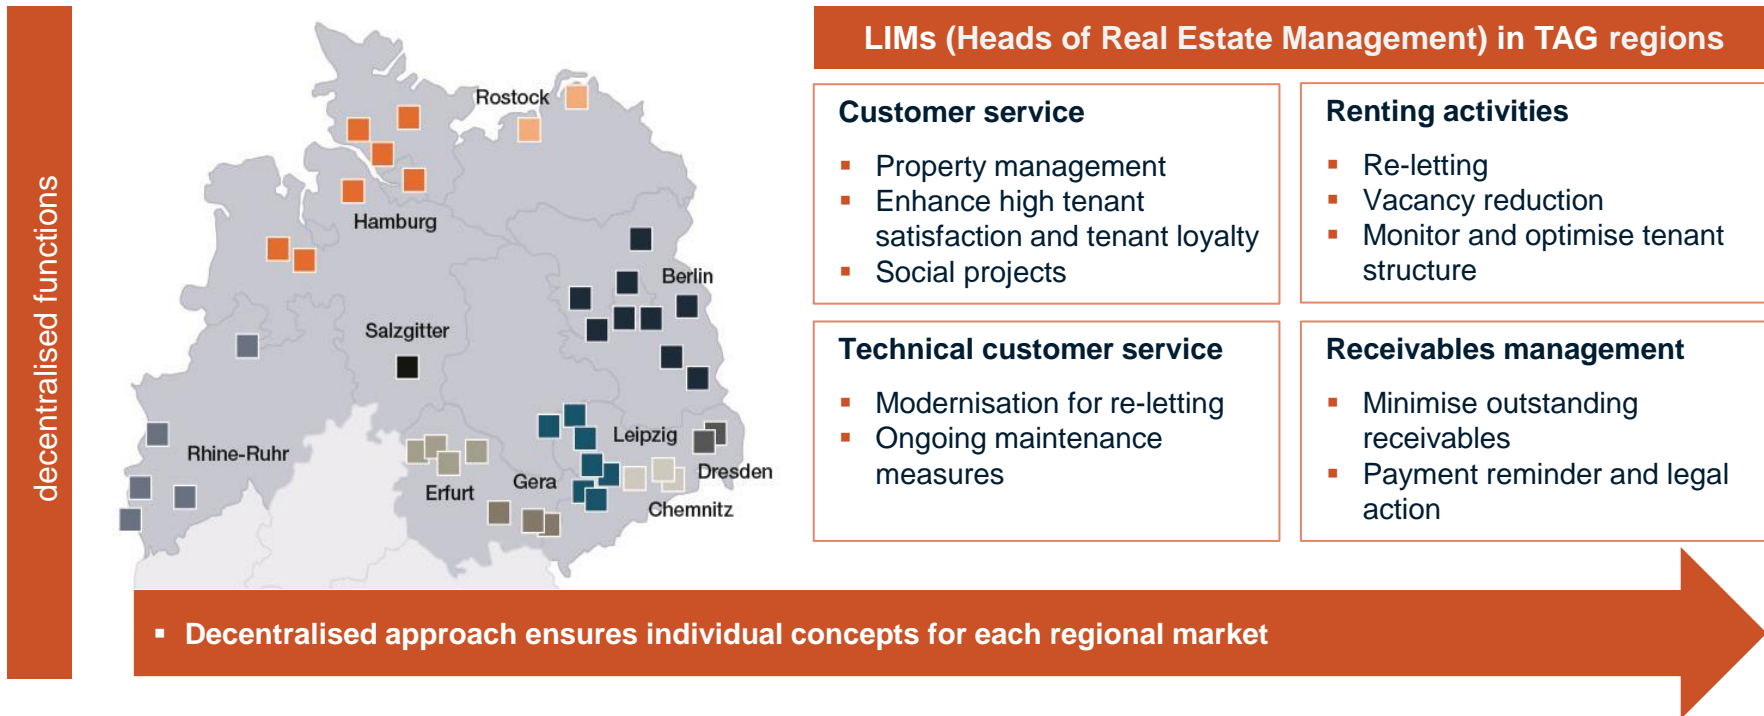 decentralised functions
Rostock
Hamburg
Berlin
Salzgitter
Rhine-Ruhr
Leipzig
Dresden
Erfurt
Gera
Chemnitz
LIMs (Heads of Real Estate Management) in TAG regions
Customer service
▪ Property management
▪ Enhance high tenant
satisfaction and tenant loyalty
▪ Social projects
Renting activities
▪ Re-letting
▪ Vacancy reduction
▪ Monitor and optimise tenant
structure
Technical customer service
▪ Modernisation for re-letting
▪ Ongoing maintenance
measures
Receivables management
▪ Minimise outstanding
receivables
▪ Payment reminder and legal
action
▪ Decentralised approach ensures individual concepts for each regional market